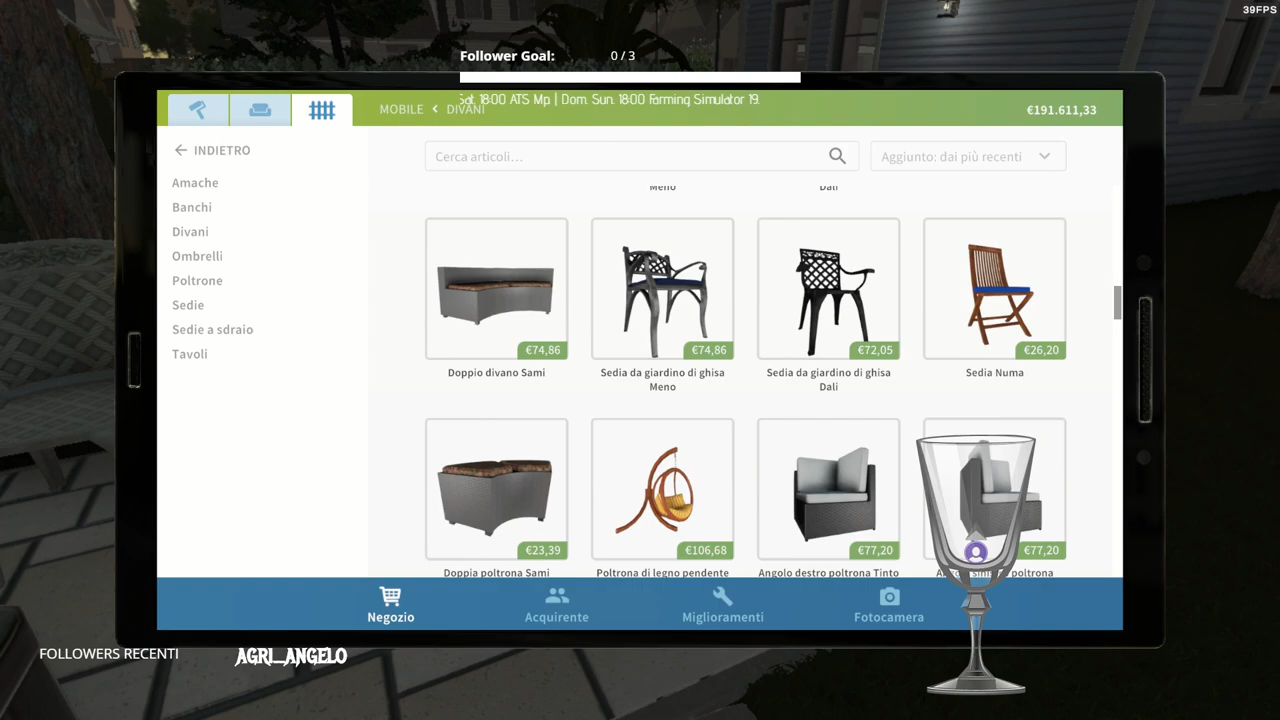 39FPS
Follower Goal: 0 / 3
Sat. 18:00 ATS Mp. | Dom. Sun. 18:00 Farming Simulator 19.
MOBILE < DIVANI
€191.611,33
INDIETRO
Cerca articoli...
Aggiunto: dai più recenti
Amache
Banchi
Divani
Ombrelli
Poltrone
Sedie
Sedie a sdraio
Tavoli
Meno
Dali
€74,86
€74,86
€72,05
€26,20
Doppio divano Sami
Sedia da giardino di ghisa
Meno
Sedia da giardino di ghisa
Dali
Sedia Numa
€23,39
€106,68
€77,20
€77,20
Doppia poltrona Sami
Poltrona di legno pendente
Angolo destro poltrona Tinto
poltrona
Negozio
Acquirente
Miglioramenti
Fotocamera
FOLLOWERS RECENTI
AGRI_ANGELO